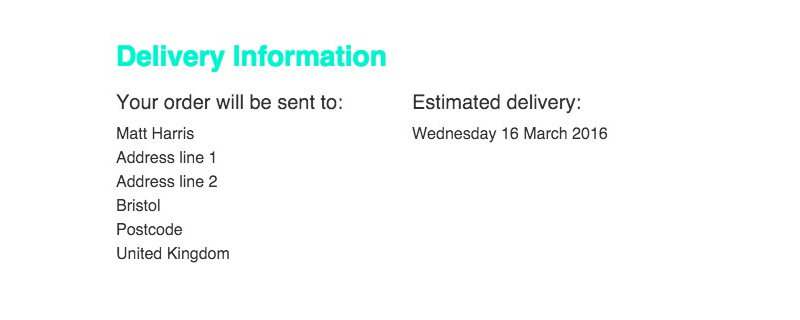 Delivery Information
Your order will be sent to:
Matt Harris
Address line 1
Address line 2
Bristol
Postcode
United Kingdom
Estimated delivery:
Wednesday 16 March 2016